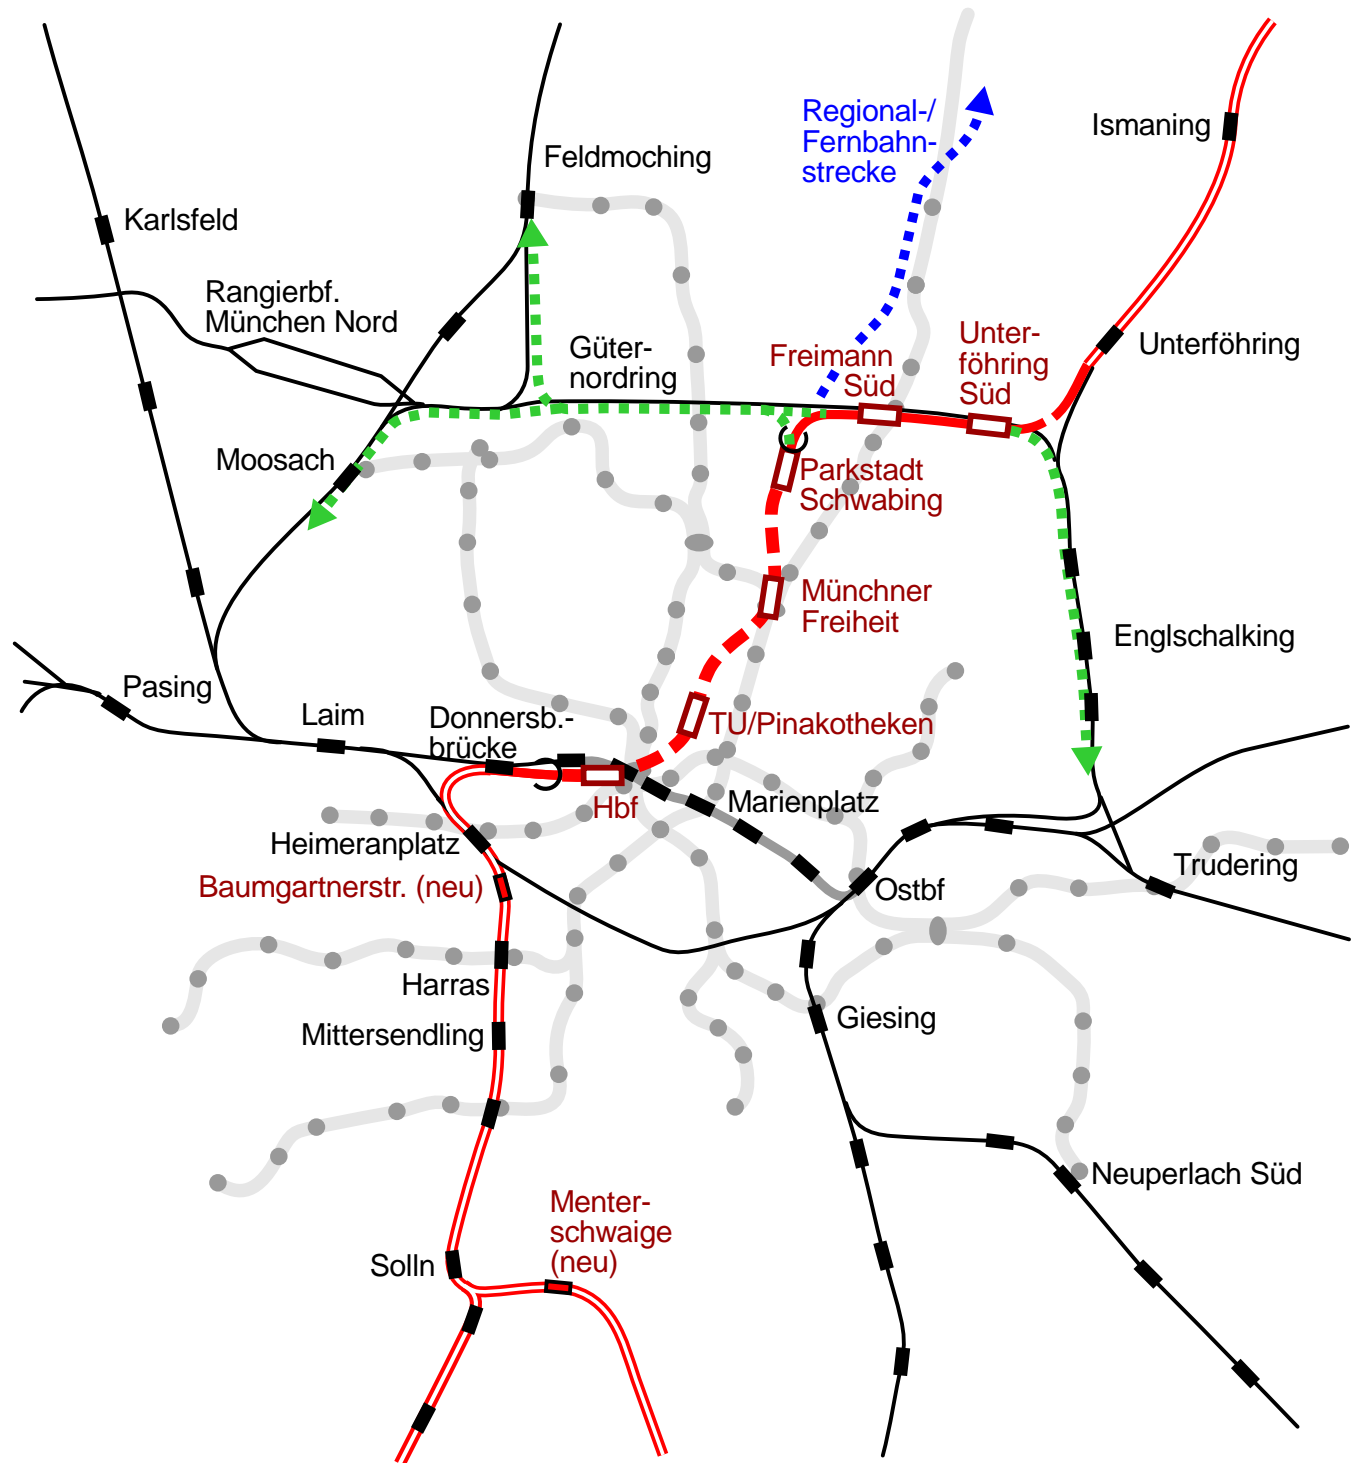 Regional-/
Fernbahn-
strecke
Ismaning
Feldmoching
Karlsfeld
Rangierbf.
München Nord
Güter-
nordring
Freimann
Süd
Unter-
föhring
Süd
Unterföhring
Moosach
Parkstadt
Schwabing
Münchner
Freiheit
Englschalking
Pasing
Laim
Donnersb.-
brücke
TU/Pinakotheken
Hbf
Marienplatz
Heimeranplatz
Baumgartnerstr. (neu)
Ostbf
Trudering
Harras
Mittersendling
Giesing
Neuperlach Süd
Menter-
schwaige
(neu)
Solln